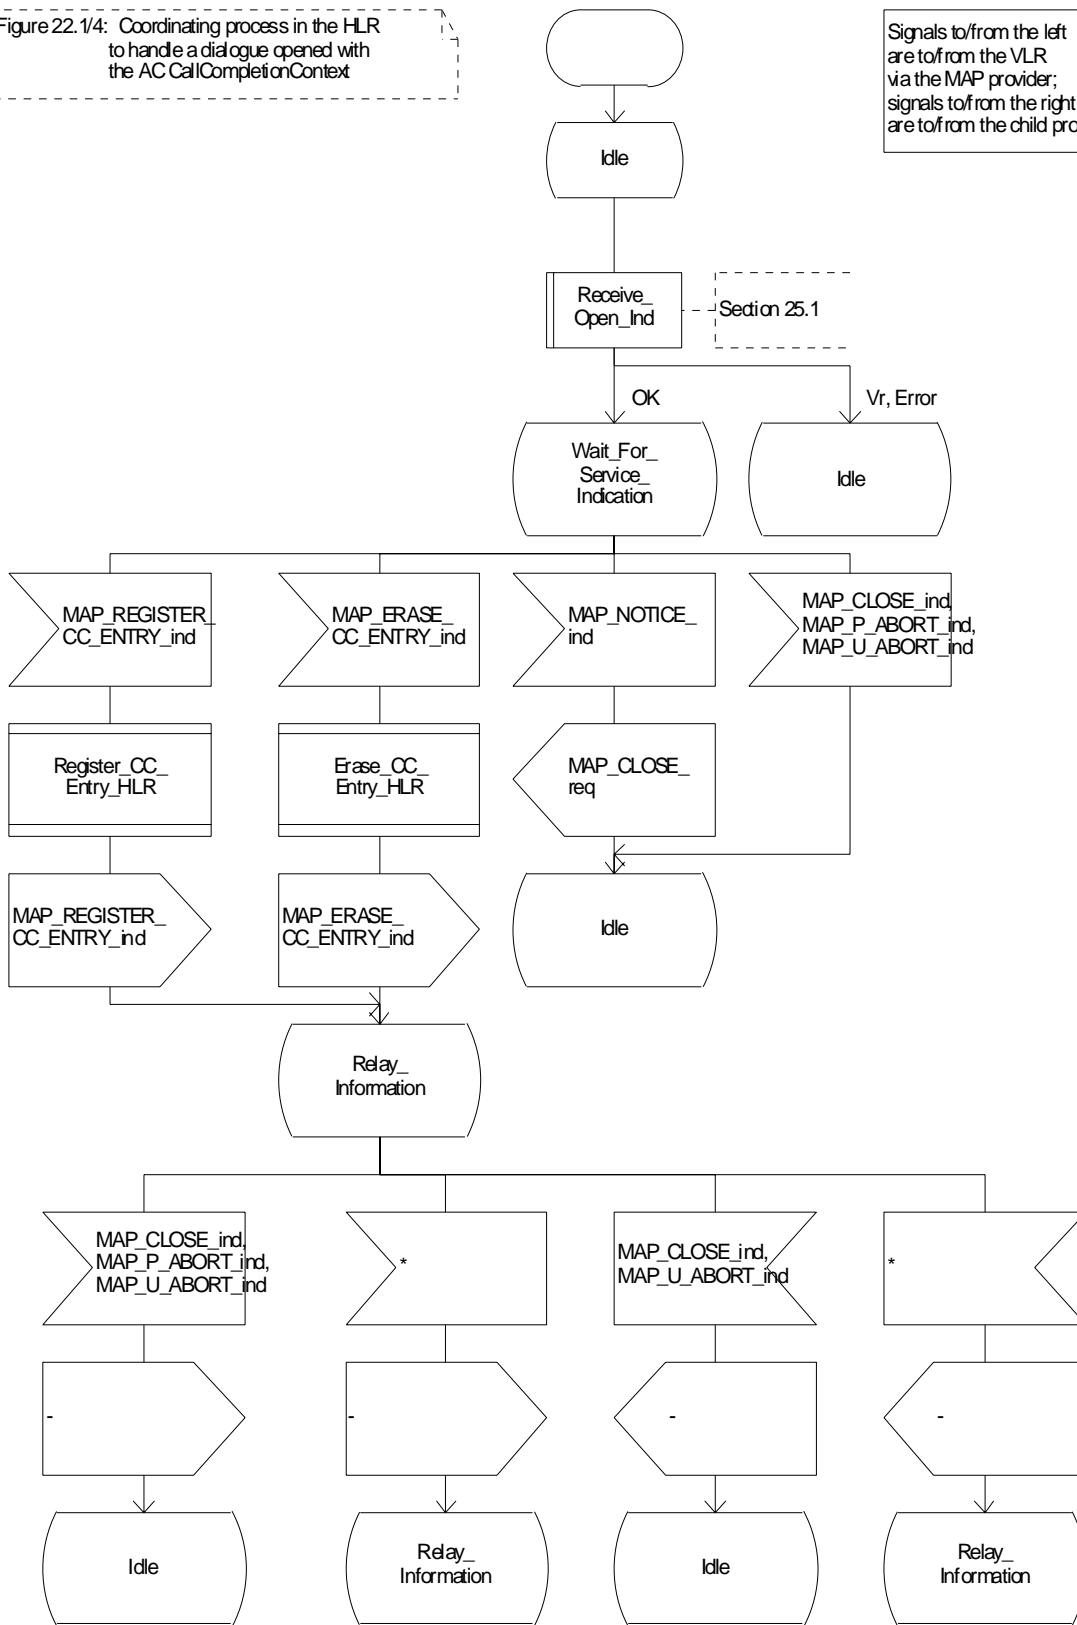 Figure 22.1/4: Coordinating process in the HLR
to handle a dialogue opened with
the AC CallCompletionContext
Signals to/from the left
are to/from the VLR
via the MAP provider;
signals to/from the right
are to/from the child pro
Idle
Receive_
Open_Ind
Section 25.1
OK
Vr, Error
Wait_For_
Service_
Indication
Idle
MAP_REGISTER_
CC_ENTRY_ind
MAP_ERASE_
CC_ENTRY_ind
MAP_NOTICE_
ind
MAP_CLOSE_ind,
MAP_P_ABORT_ind,
MAP_U_ABORT_ind
Register_CC_
Entry_HLR
Erase_CC_
Entry_HLR
MAP_CLOSE_
req
MAP_REGISTER_
CC_ENTRY_ind
MAP_ERASE_
CC_ENTRY_ind
Idle
Relay_
Information
MAP_CLOSE_ind,
MAP_P_ABORT_ind,
MAP_U_ABORT_ind
*
MAP_CLOSE_ind,
MAP_U_ABORT_ind
*
-
-
-
-
Idle
Relay_
Information
Idle
Relay_
Information